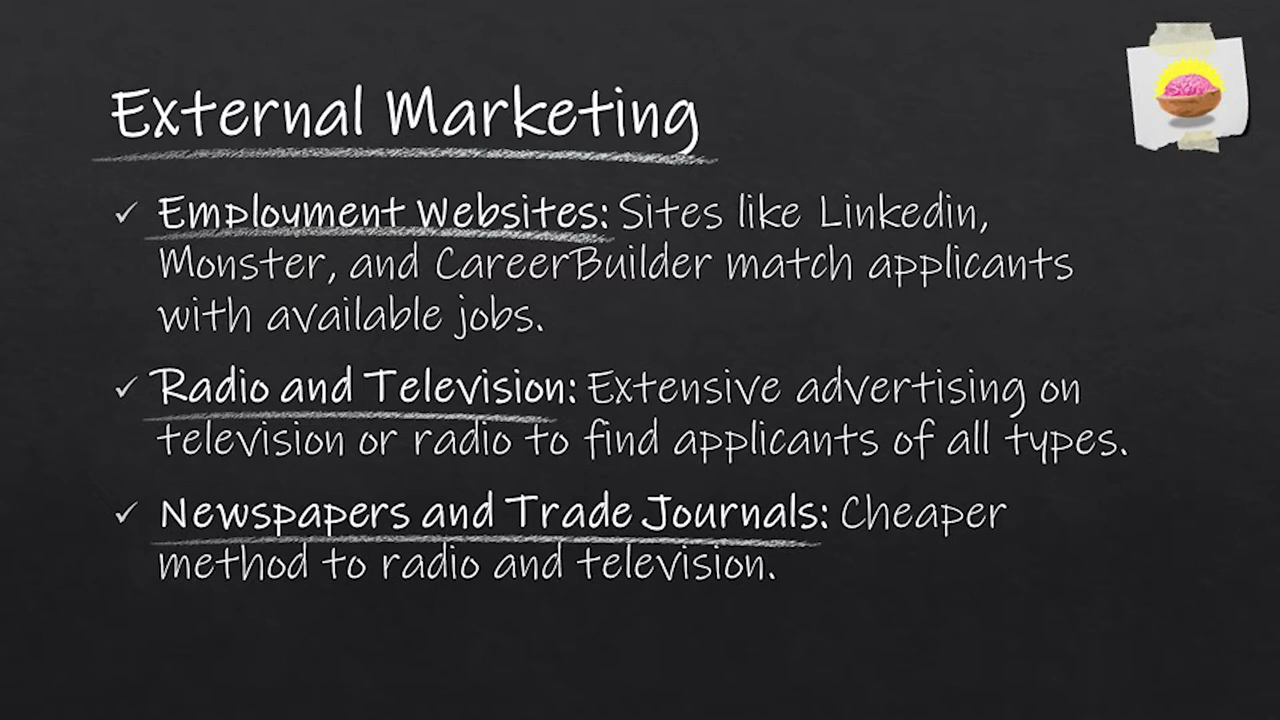 External Marketing
✓ Employment Websites: Sites like Linkedin,
Monster, and CareerBuilder match applicants
with available jobs.
✓ Radio and Television: Extensive advertising on
television or radio to find applicants of all types.
✓ Newspapers and Trade Journals: Cheaper
method to radio and television.